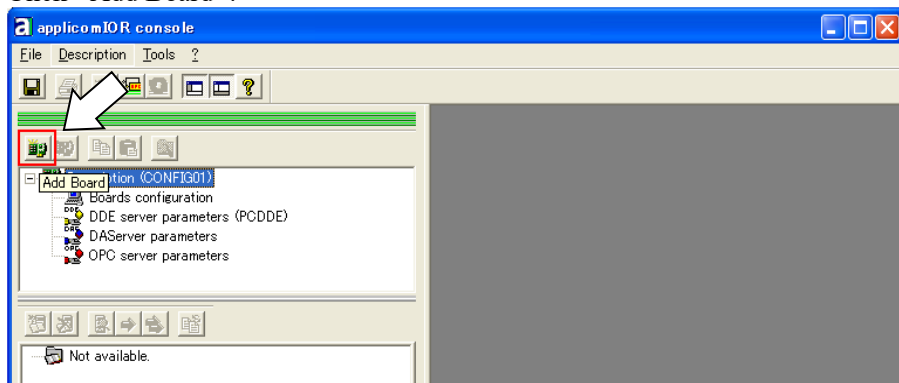 applicomIOR console
File Description Tools ?
Add Board
(CONFIG01)
Boards configuration
DDE server parameters (PCDDE)
DAServer parameters
OPC server parameters
Not available.